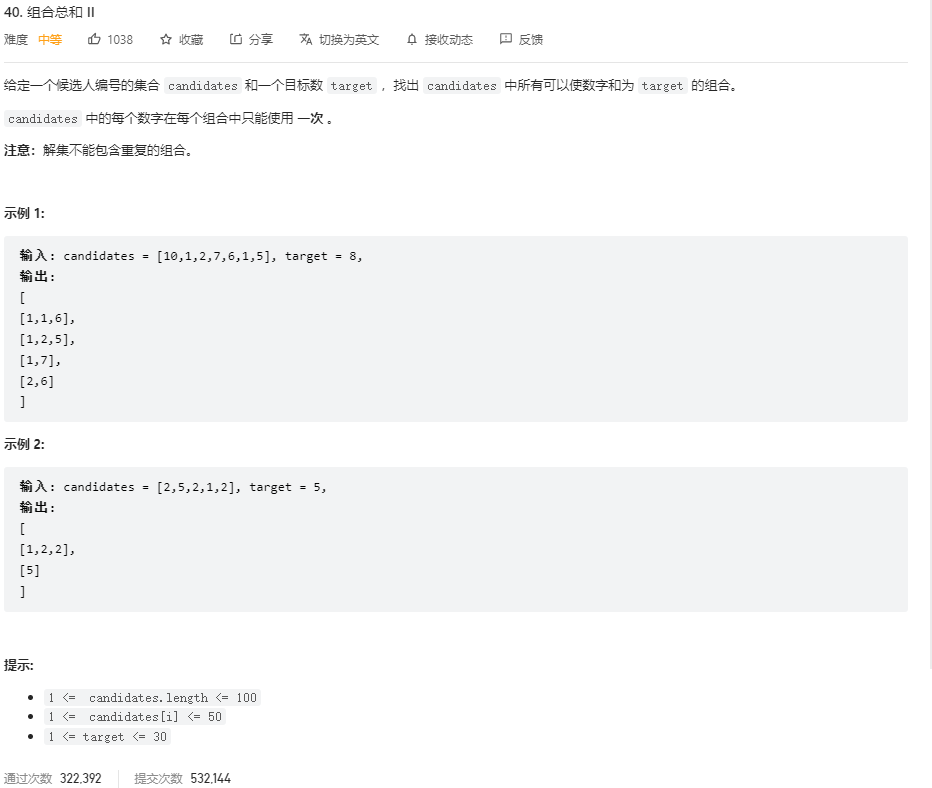 40. 组合总和 II
难度 中等 1038 收藏 分享 切换为英文 接收动态 反馈
给定一个候选人编号的集合 candidates 和一个目标数 target ，找出 candidates 中所有可以使数字和为 target 的组合。
candidates 中的每个数字在每个组合中只能使用 一次 。
注意：解集不能包含重复的组合。
示例 1:
输入: candidates = [10,1,2,7,6,1,5], target = 8,
输出:
[
[1,1,6],
[1,2,5],
[1,7],
[2,6]
]
示例 2:
输入: candidates = [2,5,2,1,2], target = 5,
输出:
[
[1,2,2],
[5]
]
提示:
1 <= candidates.length <= 100
1 <= candidates[i] <= 50
1 <= target <= 30
通过次数 322,392 提交次数 532,144